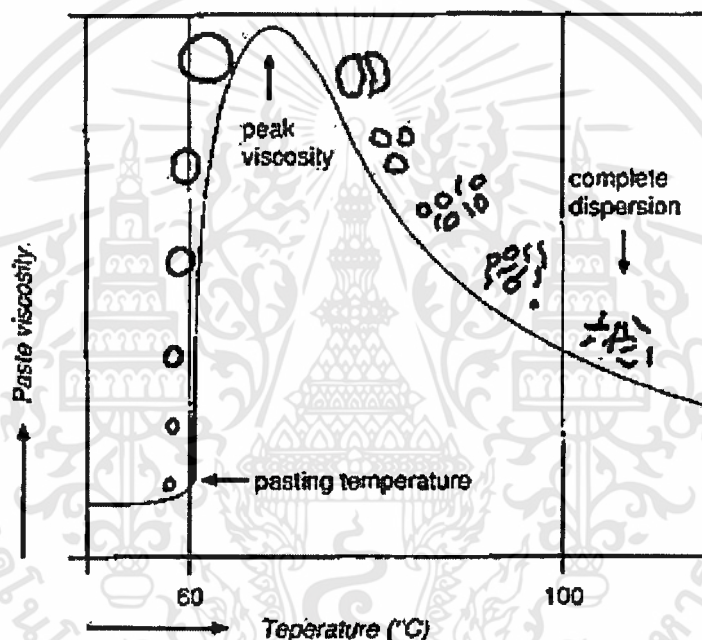 peak
viscosity
complete
dispersion
Paste viscosity.
pasting temperature
60
100
Teperature (°C)